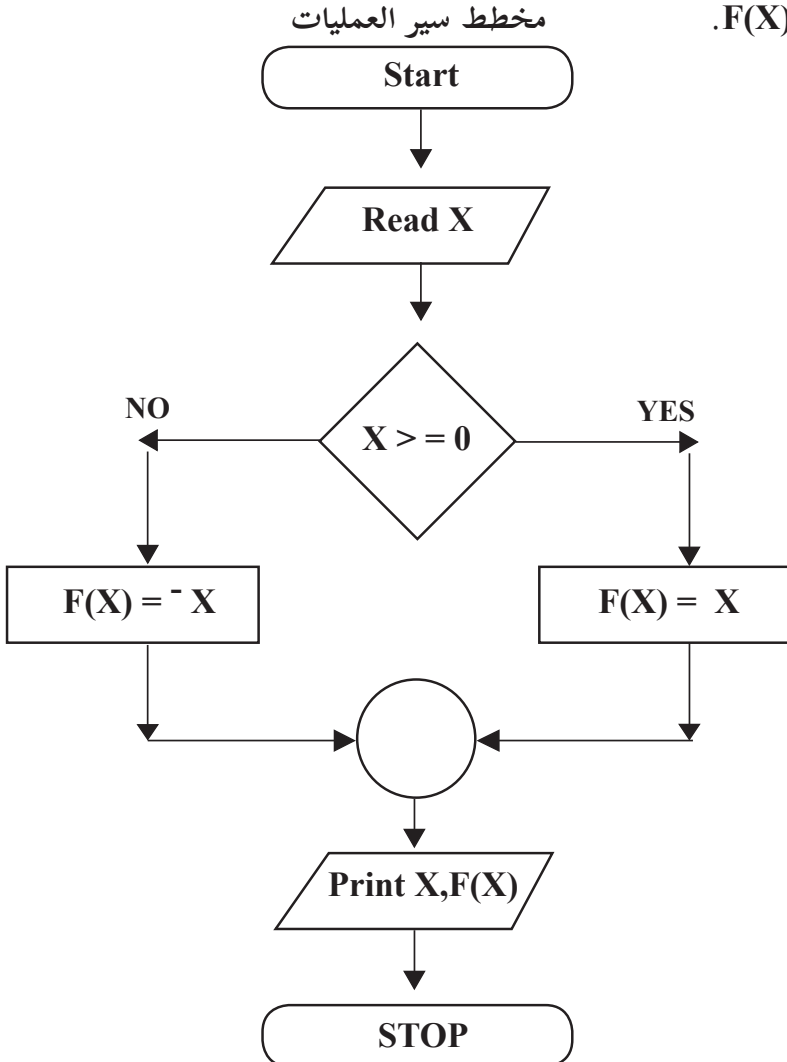 .F(X)
مخطط سير العمليات
Start
Read X
X > = 0
NO
YES
F(X) = - X
F(X) = X
Print X,F(X)
STOP